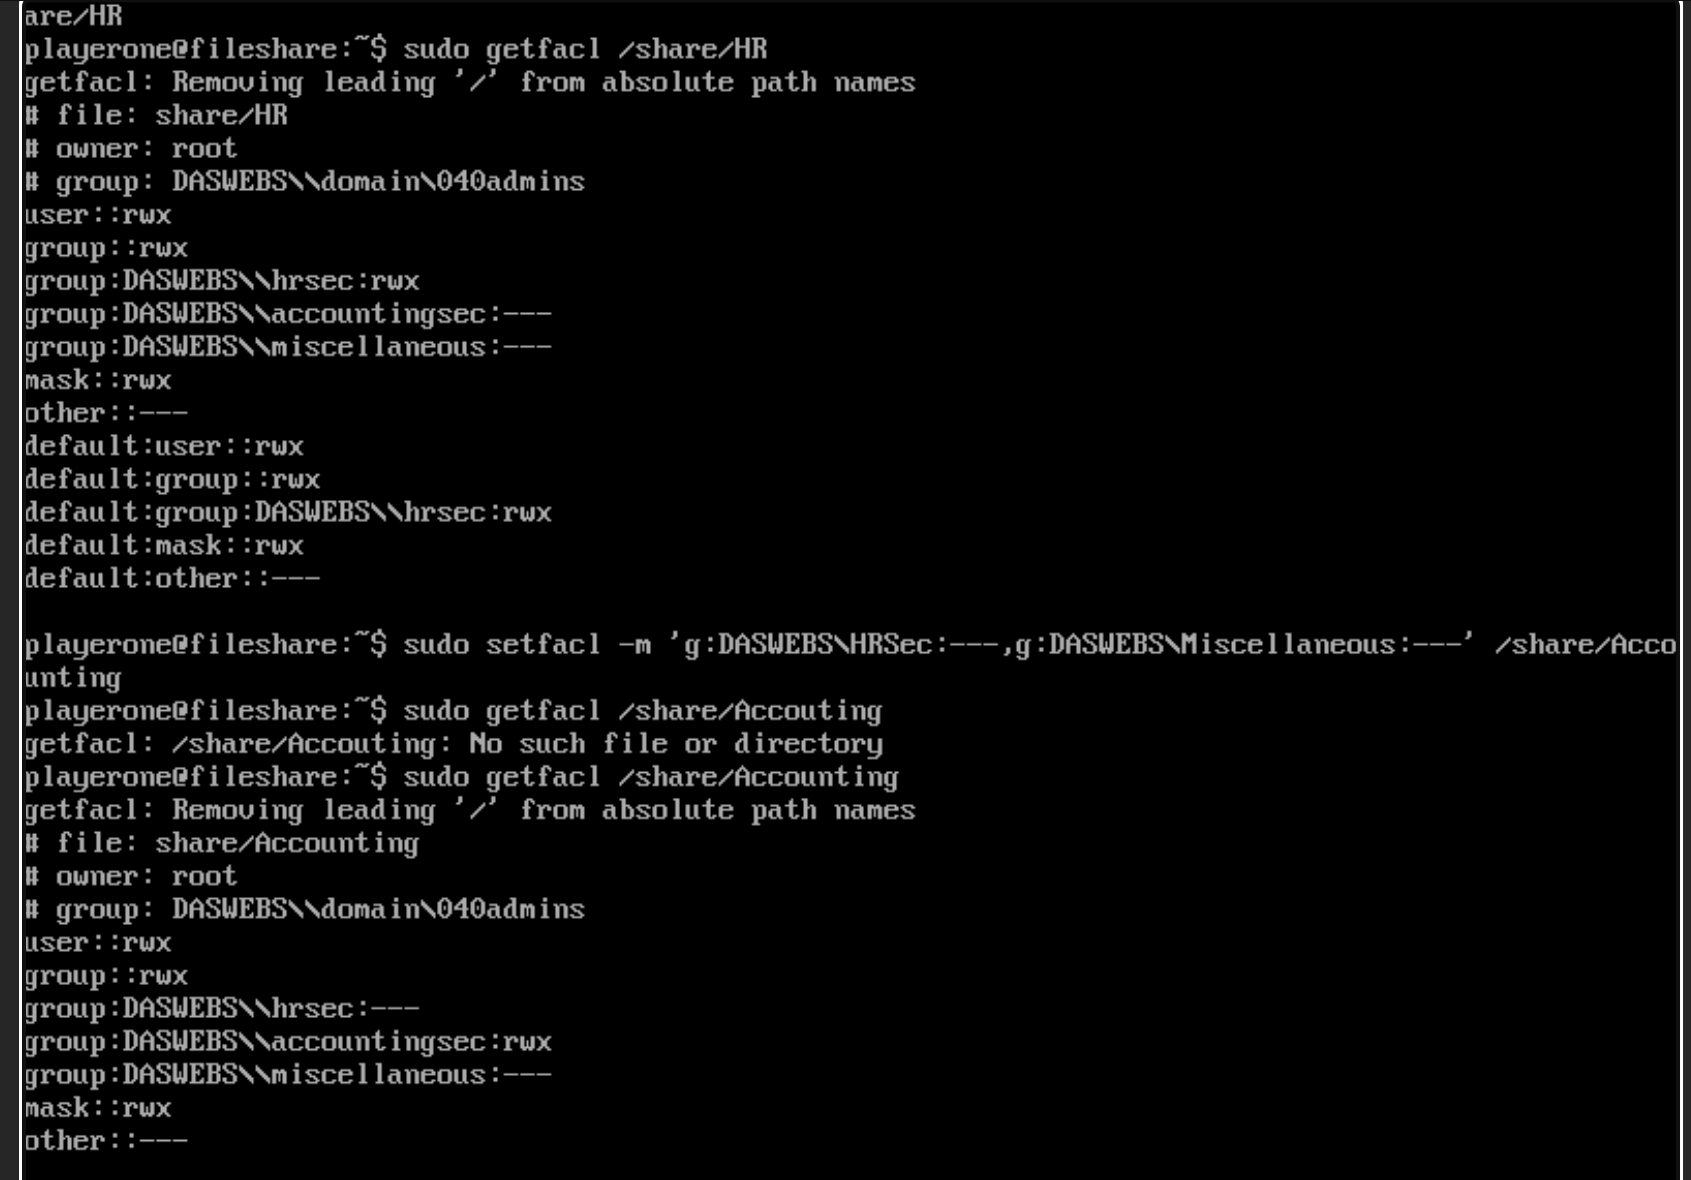 are/HR
playerone@fileshare:~$ sudo getfacl /share/HR
getfacl: Removing leading '/' from absolute path names
# file: share/HR
# owner: root
# group: DASWEBS\\domain\040admins
user::rwx
group::rwx
group:DASWEBS\\hrsec:rwx
group:DASWEBS\\accountingsec:---
group:DASWEBS\\miscellaneous:---
mask::rwx
other::---
default:user::rwx
default:group::rwx
default:group:DASWEBS\\hrsec:rwx
default:mask::rwx
default:other::---
playerone@fileshare:~$ sudo setfacl -m 'g:DASWEBS\HRSec:---,g:DASWEBS\Miscellaneous:---' /share/Acco
unting
playerone@fileshare:~$ sudo getfacl /share/Accouting
getfacl: /share/Accouting: No such file or directory
playerone@fileshare:~$ sudo getfacl /share/Accounting
getfacl: Removing leading '/' from absolute path names
# file: share/Accounting
# owner: root
# group: DASWEBS\\domain\040admins
user::rwx
group::rwx
group:DASWEBS\\hrsec:---
group:DASWEBS\\accountingsec:rwx
group:DASWEBS\\miscellaneous:---
mask::rwx
other::---